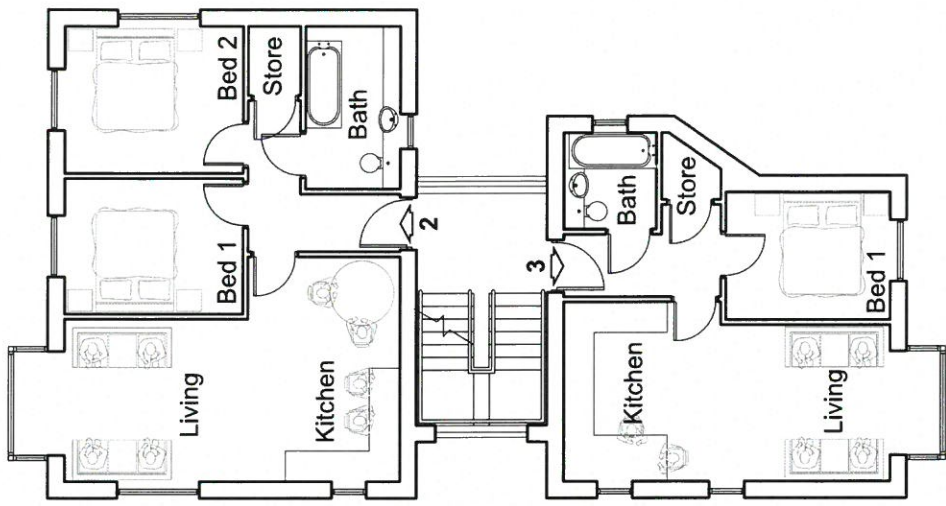 Bed 2
Store
Bath
Bed 1
2
Living
Kitchen
3
Bath
Store
Bed 1
Kitchen
Living